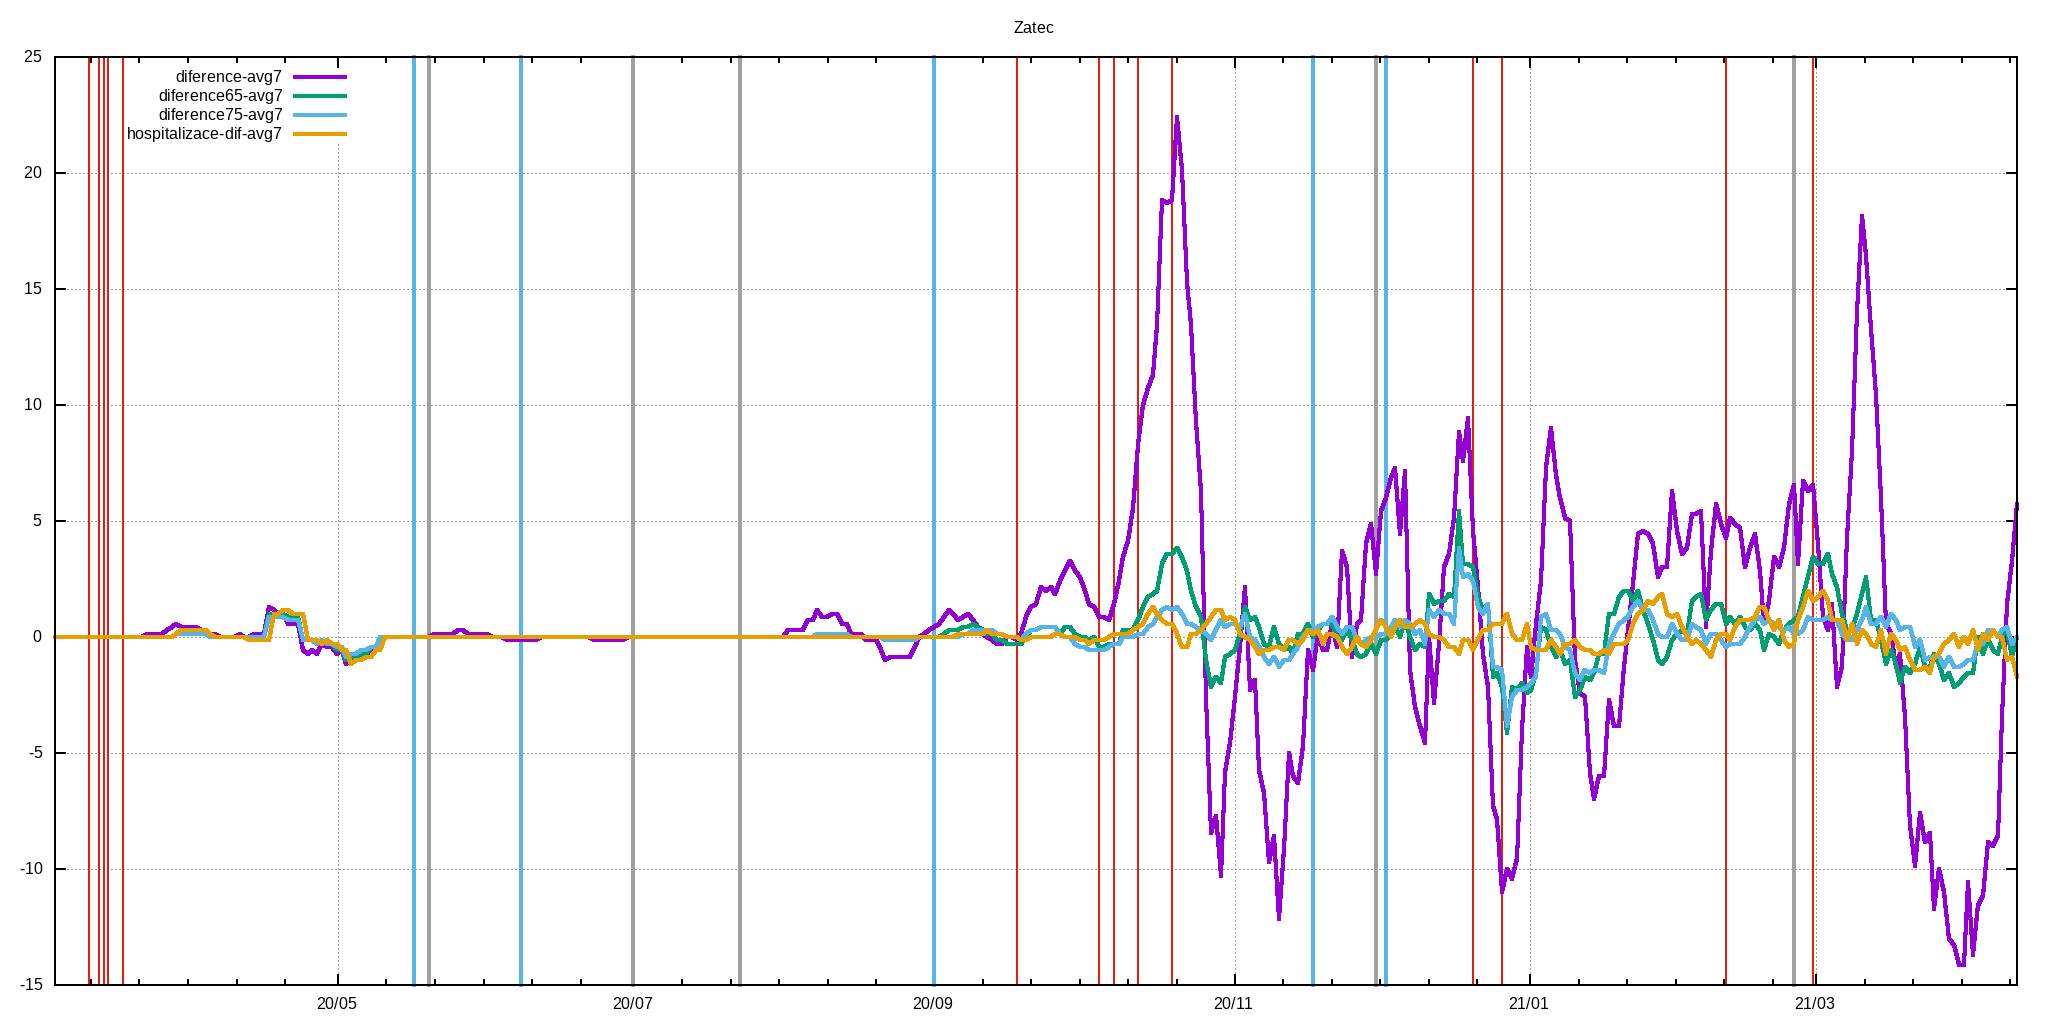 Zatec
diference-avg7
diference65-avg7
diference75-avg7
hospitalizace-dif-avg7
25
20
15
10
5
0
-5
-10
-15
20/05 20/07 20/09 20/11 21/01 21/03